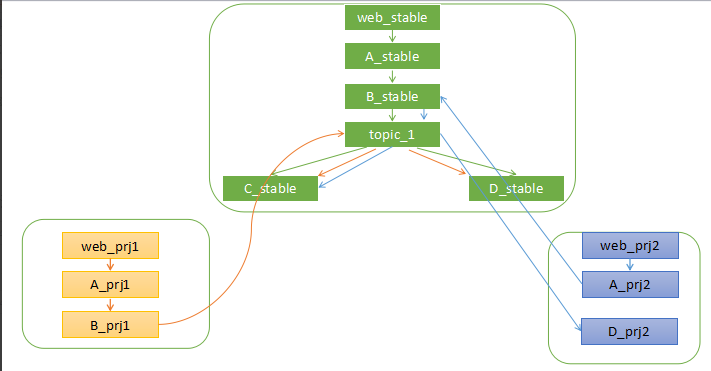 web_stable
A_stable
B_stable
topic_1
C_stable
D_stable
web_prj1
A_prj1
B_prj1
web_prj2
A_prj2
D_prj2